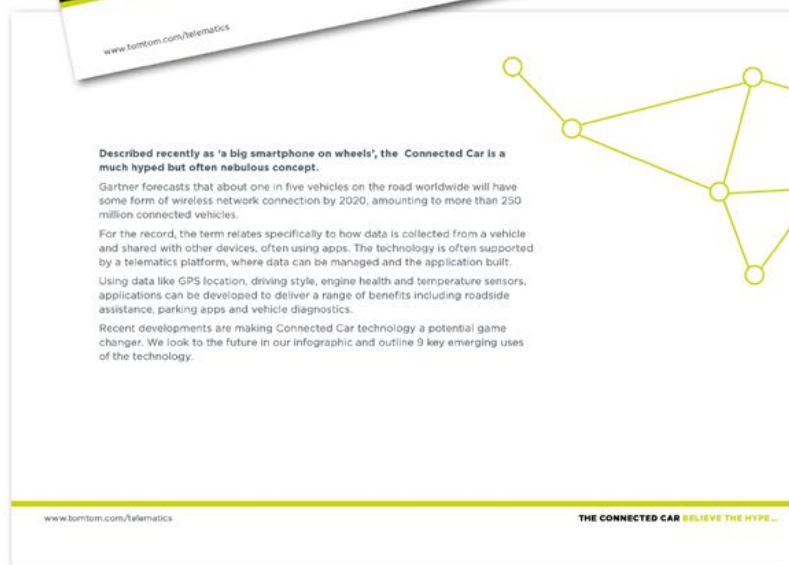 www.tomtom.com/telematics
Described recently as 'a big smartphone on wheels', the Connected Car is a
much hyped but often nebulous concept.
Gartner forecasts that about one in five vehicles on the road worldwide will have
some form of wireless network connection by 2020, amounting to more than 250
million connected vehicles.
For the record, the term relates specifically to how data is collected from a vehicle
and shared with other devices, often using apps. The technology is often supported
by a telematics platform, where data can be managed and the application built.
Using data like GPS location, driving style, engine health and temperature sensors,
applications can be developed to deliver a range of benefits including roadside
assistance, parking apps and vehicle diagnostics.
Recent developments are making Connected Car technology a potential game
changer. We look to the future in our infographic and outline 9 key emerging uses
of the technology.
www.tomtom.com/telematics
THE CONNECTED CAR BELIEVE THE HYPE...